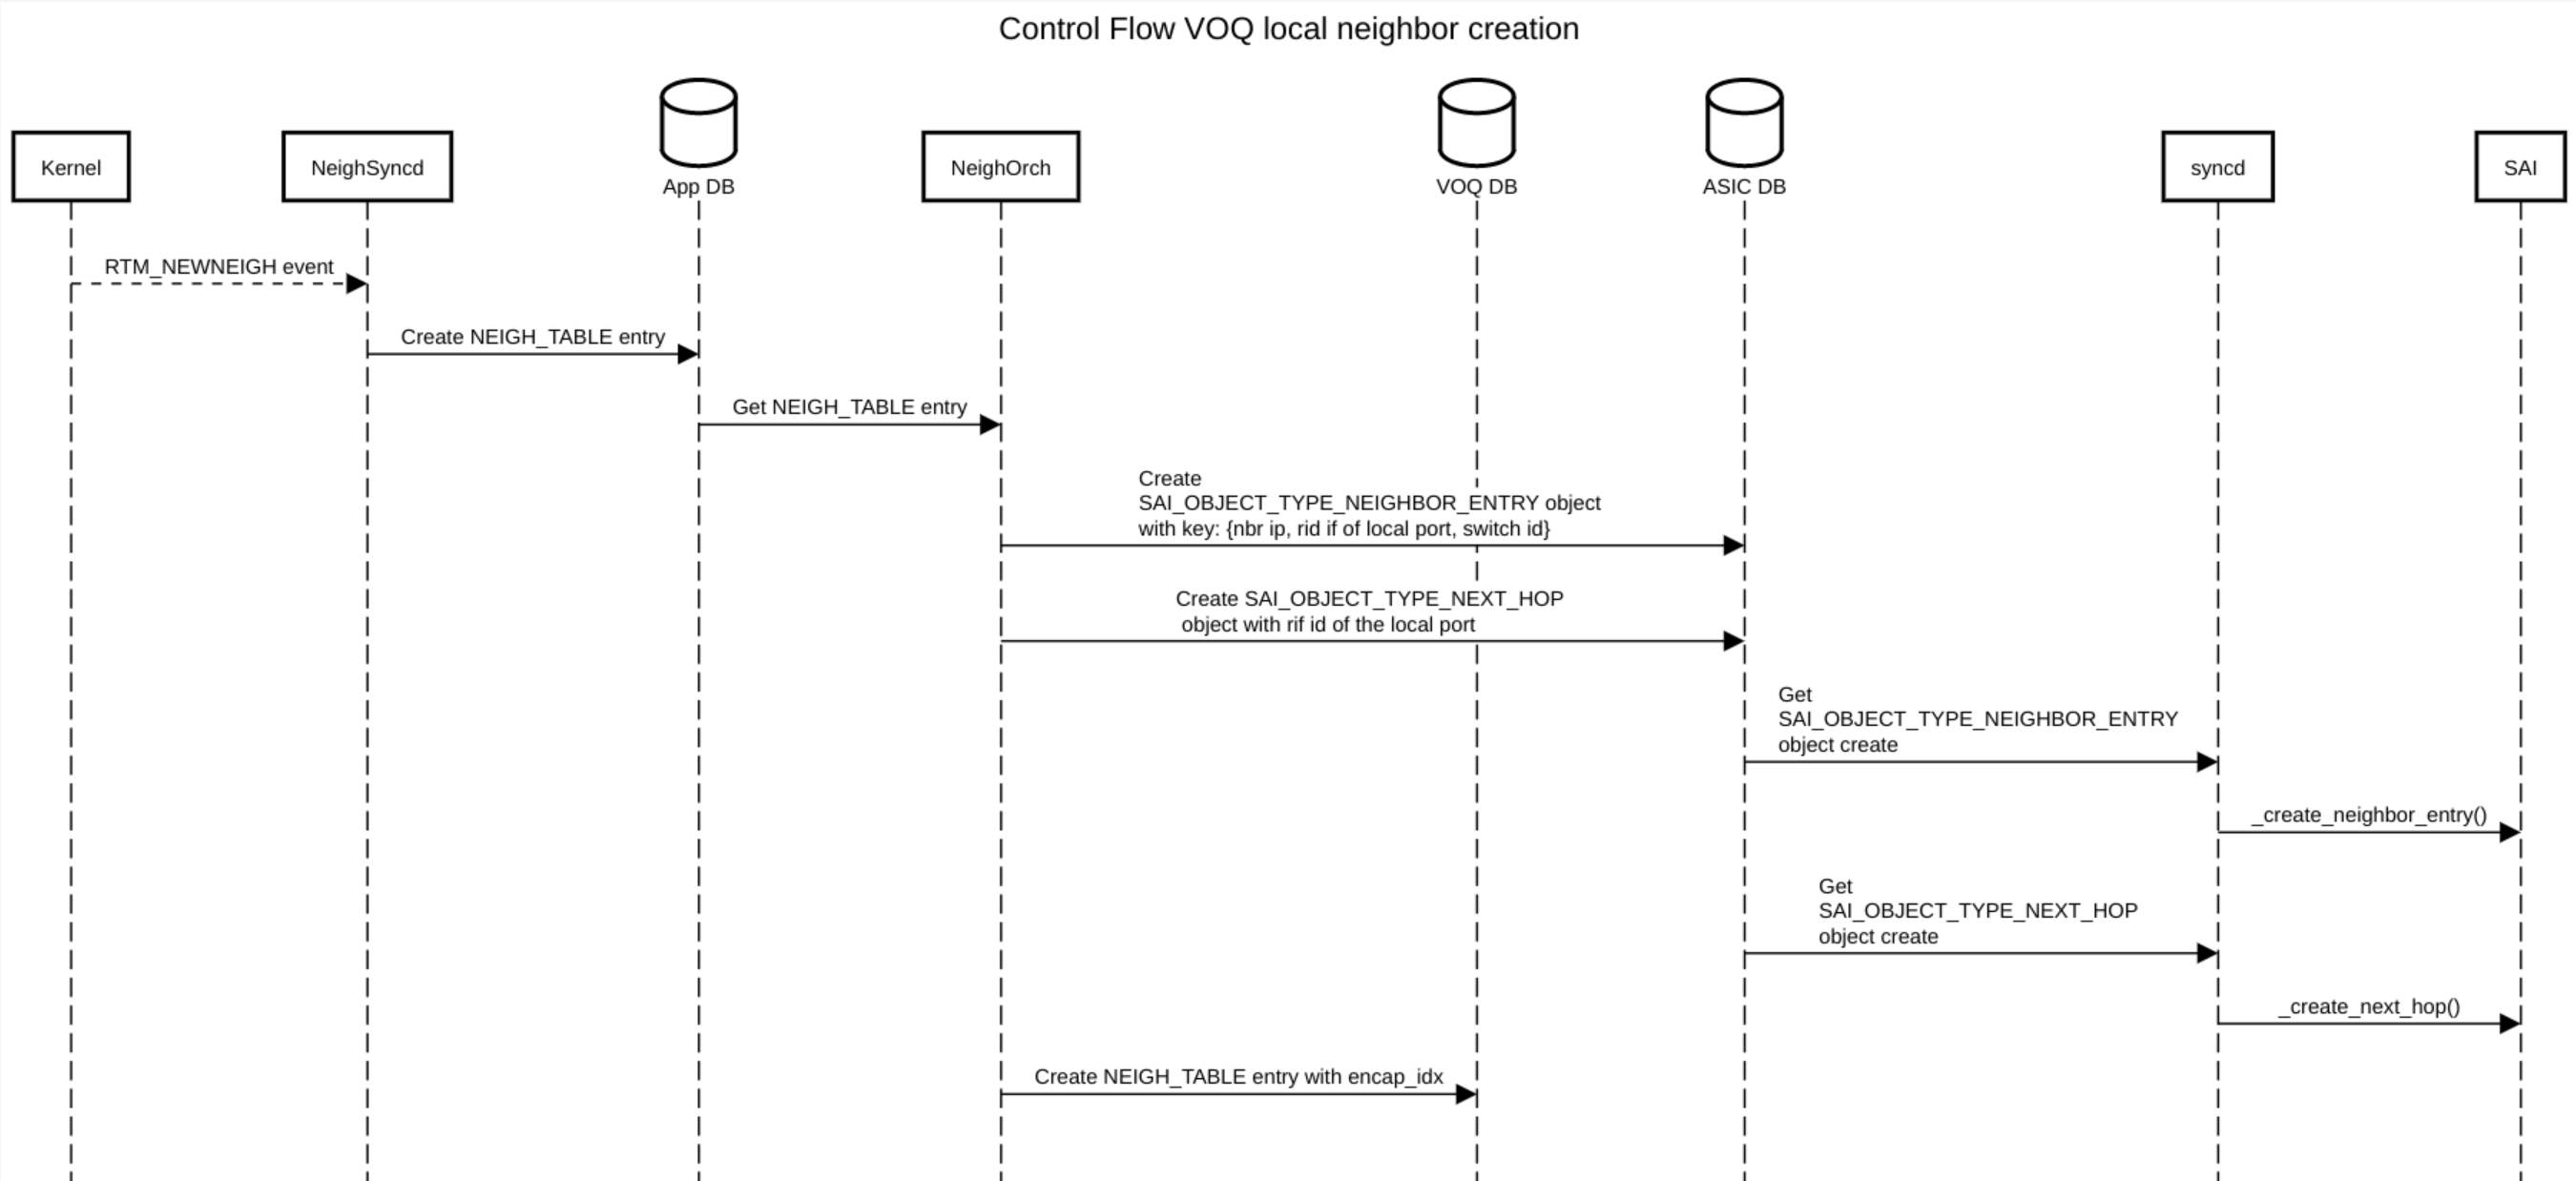 Control Flow VOQ local neighbor creation
Kernel
NeighSyncd
App DB
NeighOrch
VOQ DB
ASIC DB
syncd
SAI
RTM_NEWNEIGH event
Create NEIGH_TABLE entry
Get NEIGH_TABLE entry
Create
SAI_OBJECT_TYPE_NEIGHBOR_ENTRY object
with key: {nbr ip, rid if of local port, switch id}
Create SAI_OBJECT_TYPE_NEXT_HOP
object with rif id of the local port
Get
SAI_OBJECT_TYPE_NEIGHBOR_ENTRY
object create
_create_neighbor_entry()
Get
SAI_OBJECT_TYPE_NEXT_HOP
object create
_create_next_hop()
Create NEIGH_TABLE entry with encap_idx